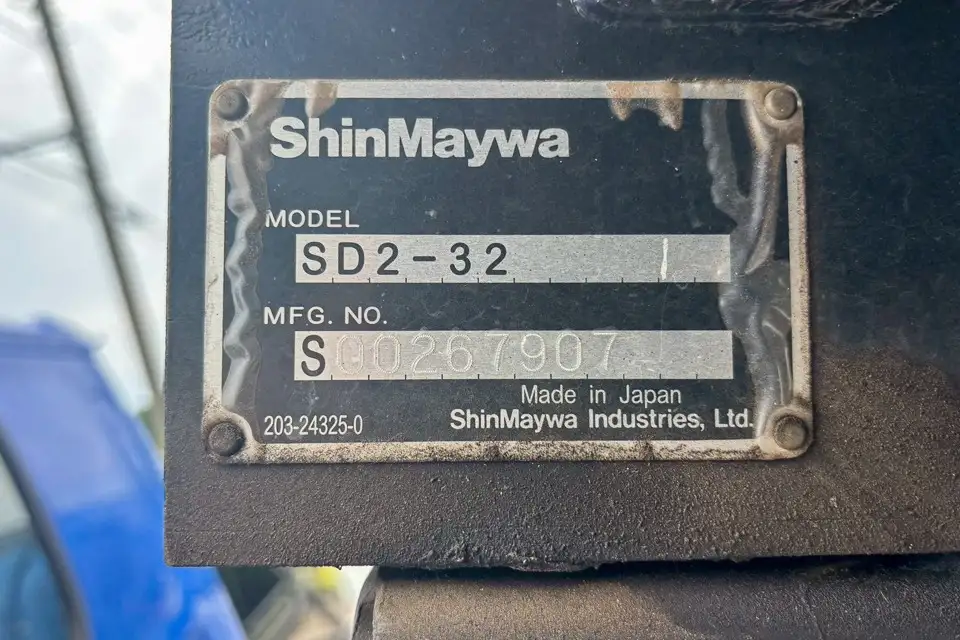 ShinMaywa
MODEL
SD2-32
MFG. NO.
S00267907
Made in Japan
203-24325-0 ShinMaywa Industries, Ltd.